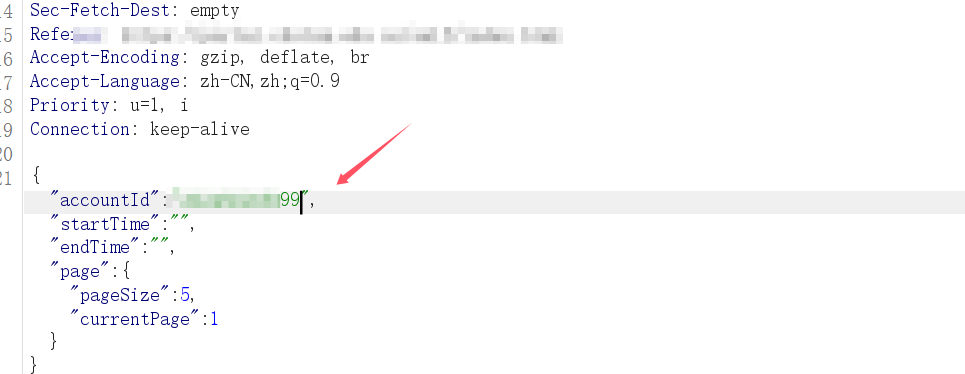 14 Sec-Fetch-Dest: empty
15 Refe
16 Accept-Encoding: gzip, deflate, br
17 Accept-Language: zh-CN,zh;q=0.9
18 Priority: u=1, i
19 Connection: keep-alive
20
21 {
"accountId": 99",
"startTime":"",
"endTime":"",
"page":{
"pageSize":5,
"currentPage":1
}
}